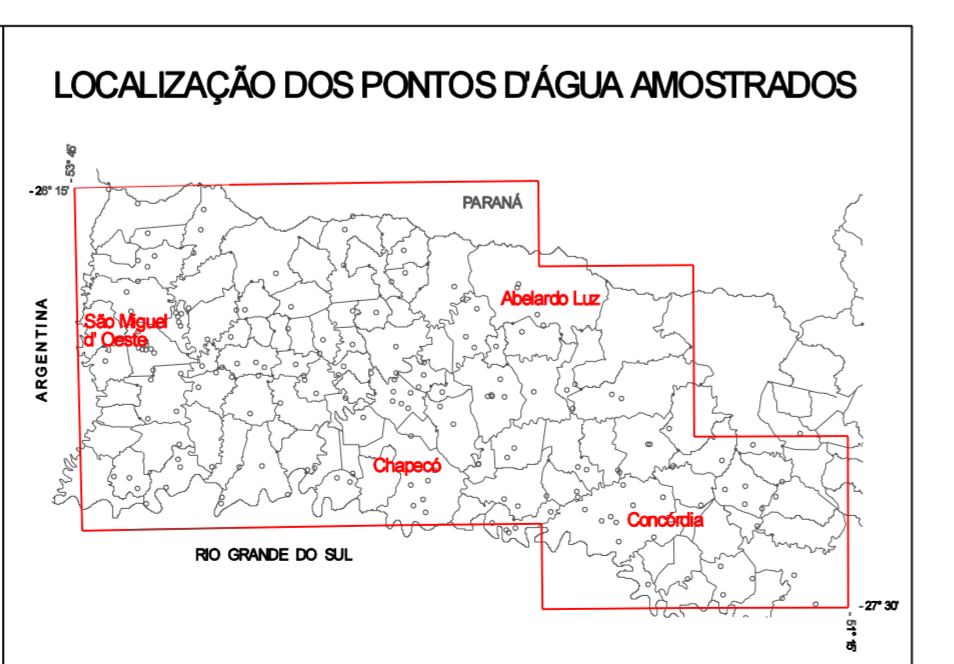 LOCALIZAÇÃO DOS PONTOS D'ÁGUA AMOSTRADOS
- 53° 45'
- 26° 15'
PARANÁ
Abelardo Luz
São Miguel
d' Oeste
ARGENTINA
Chapecó
Concórdia
RIO GRANDE DO SUL
- 27° 30'
- 51° 15'